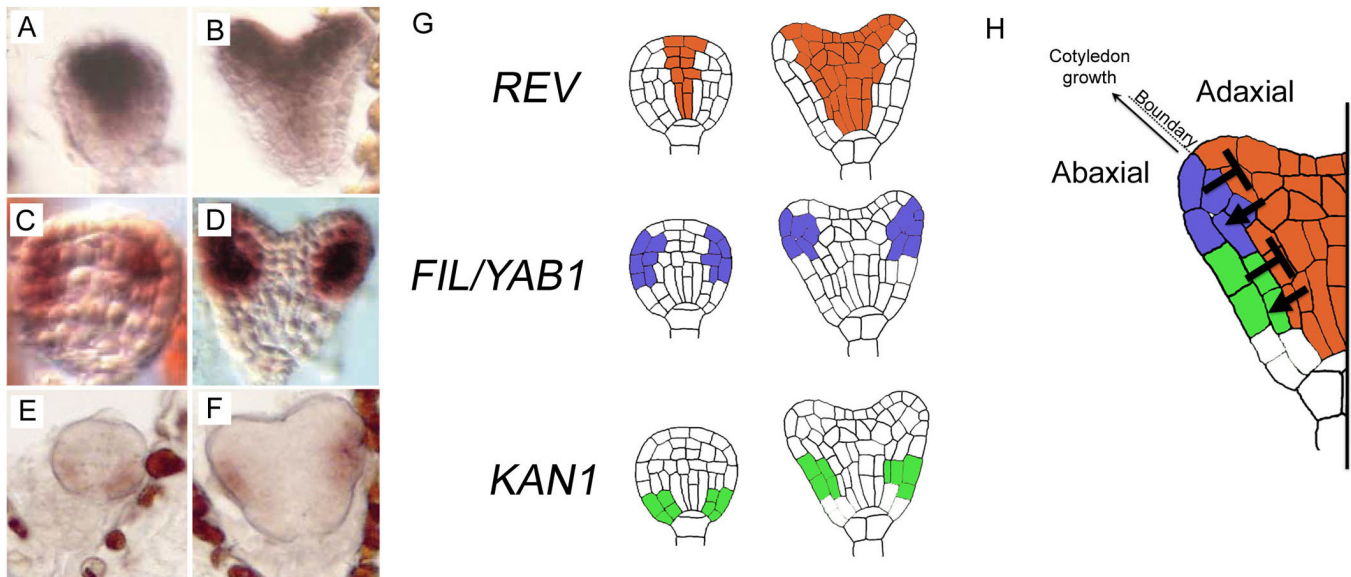 A
B
C
D
E
F
G
REV
FIL/YAB1
KAN1
H
Cotyledon
growth
Boundary
Adaxial
Abaxial